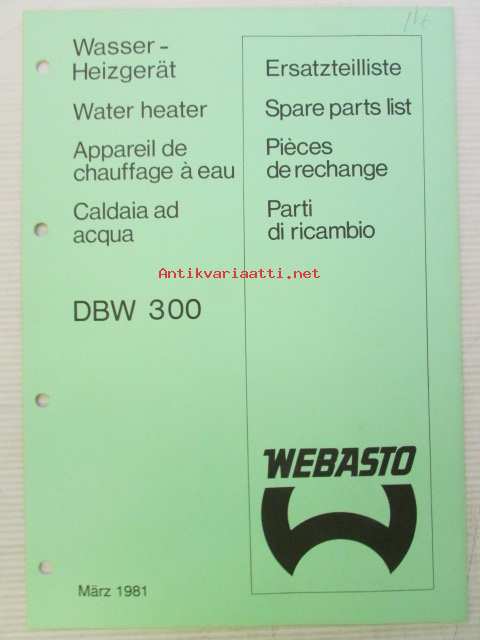 Wasser-
Heizgerät
Water heater
Appareil de
chauffage à eau
Caldaia ad
acqua
DBW 300
Ersatzteilliste
Spare parts list
Pièces
de rechange
Parti
di ricambio
Antikvariaatti.net
WEBASTO
März 1981